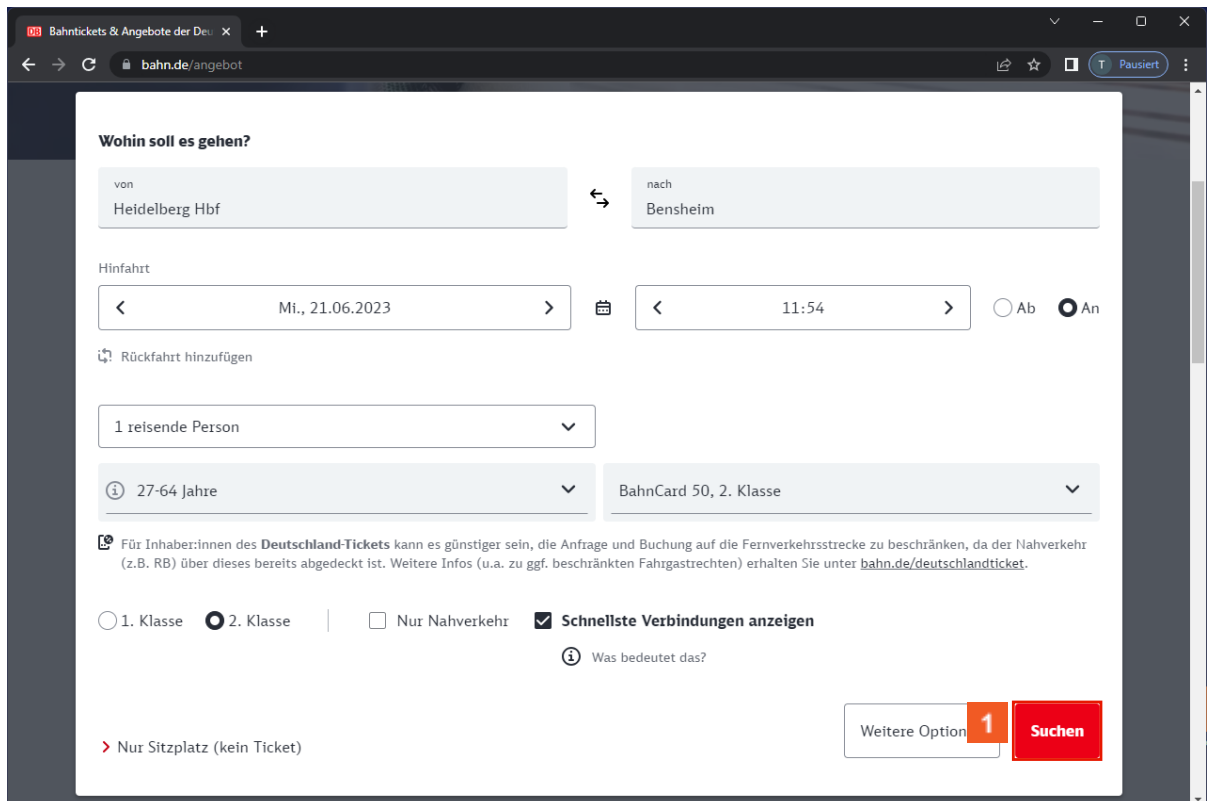 DB Bahntickets & Angebote der Deu
bahn.de/angebot
T Pausiert
Wohin soll es gehen?
von
Heidelberg Hbf
nach
Bensheim
Hinfahrt
Mi., 21.06.2023
11:54
Ab
An
Rückfahrt hinzufügen
1 reisende Person
27-64 Jahre
BahnCard 50, 2. Klasse
Für Inhaber:innen des Deutschland-Tickets kann es günstiger sein, die Anfrage und Buchung auf die Fernverkehrsstrecke zu beschränken, da der Nahverkehr
(z.B. RB) über dieses bereits abgedeckt ist. Weitere Infos (u.a. zu ggf. beschränkten Fahrgastrechten) erhalten Sie unter bahn.de/deutschlandticket.
1. Klasse
2. Klasse
Nur Nahverkehr
Schnellste Verbindungen anzeigen
Was bedeutet das?
Weitere Option
1
Suchen
Nur Sitzplatz (kein Ticket)